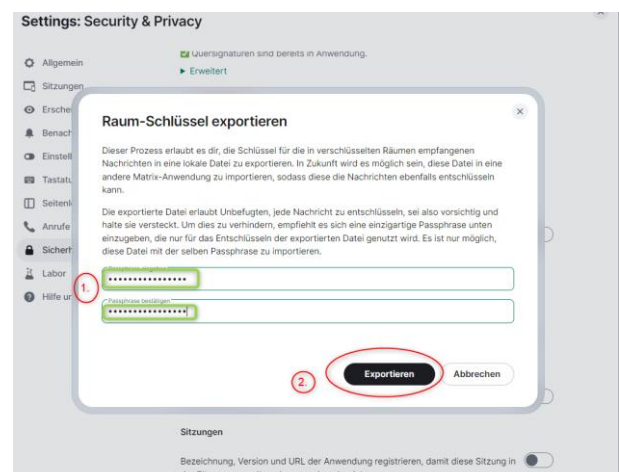 Settings: Security & Privacy
Quersignaturen sind bereits in Anwendung.
Erweitert
Allgemein
Sitzungen
Ersche
Benach
Einstell
Tastatu
Seitenl
Anrufe
Sicherh
Labor
Hilfe un
Raum-Schlüssel exportieren
Dieser Prozess erlaubt es dir, die Schlüssel für die in verschlüsselten Räumen empfangenen
Nachrichten in eine lokale Datei zu exportieren. In Zukunft wird es möglich sein, diese Datei in eine
andere Matrix-Anwendung zu importieren, sodass diese die Nachrichten ebenfalls entschlüsseln
kann.
Die exportierte Datei erlaubt Unbefugten, jede Nachricht zu entschlüsseln, sei also vorsichtig und
halte sie versteckt. Um dies zu verhindern, empfiehlt es sich eine einzigartige Passphrase unten
einzugeben, die nur für das Entschlüsseln der exportierten Datei genutzt wird. Es ist nur möglich,
diese Datei mit der selben Passphrase zu importieren.
1.
Passphrase bestätigen
2.
Exportieren
Abbrechen
Sitzungen
Bezeichnung, Version und URL der Anwendung registrieren, damit diese Sitzung in